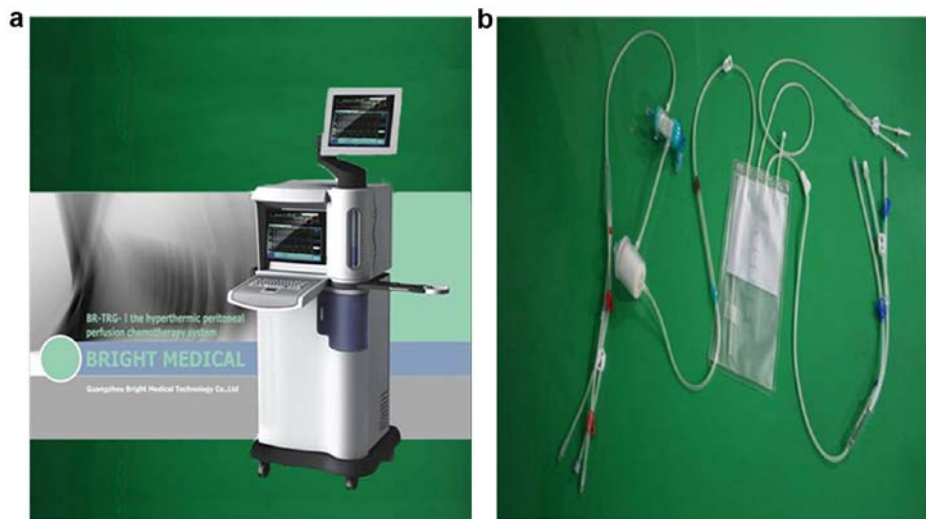 a
b
BR-TRG- I the hyperthermic peritoneal
perfusion chemotherapy system
BRIGHT MEDICAL
Guangzhou Bright Medical Technology Co.,Ltd